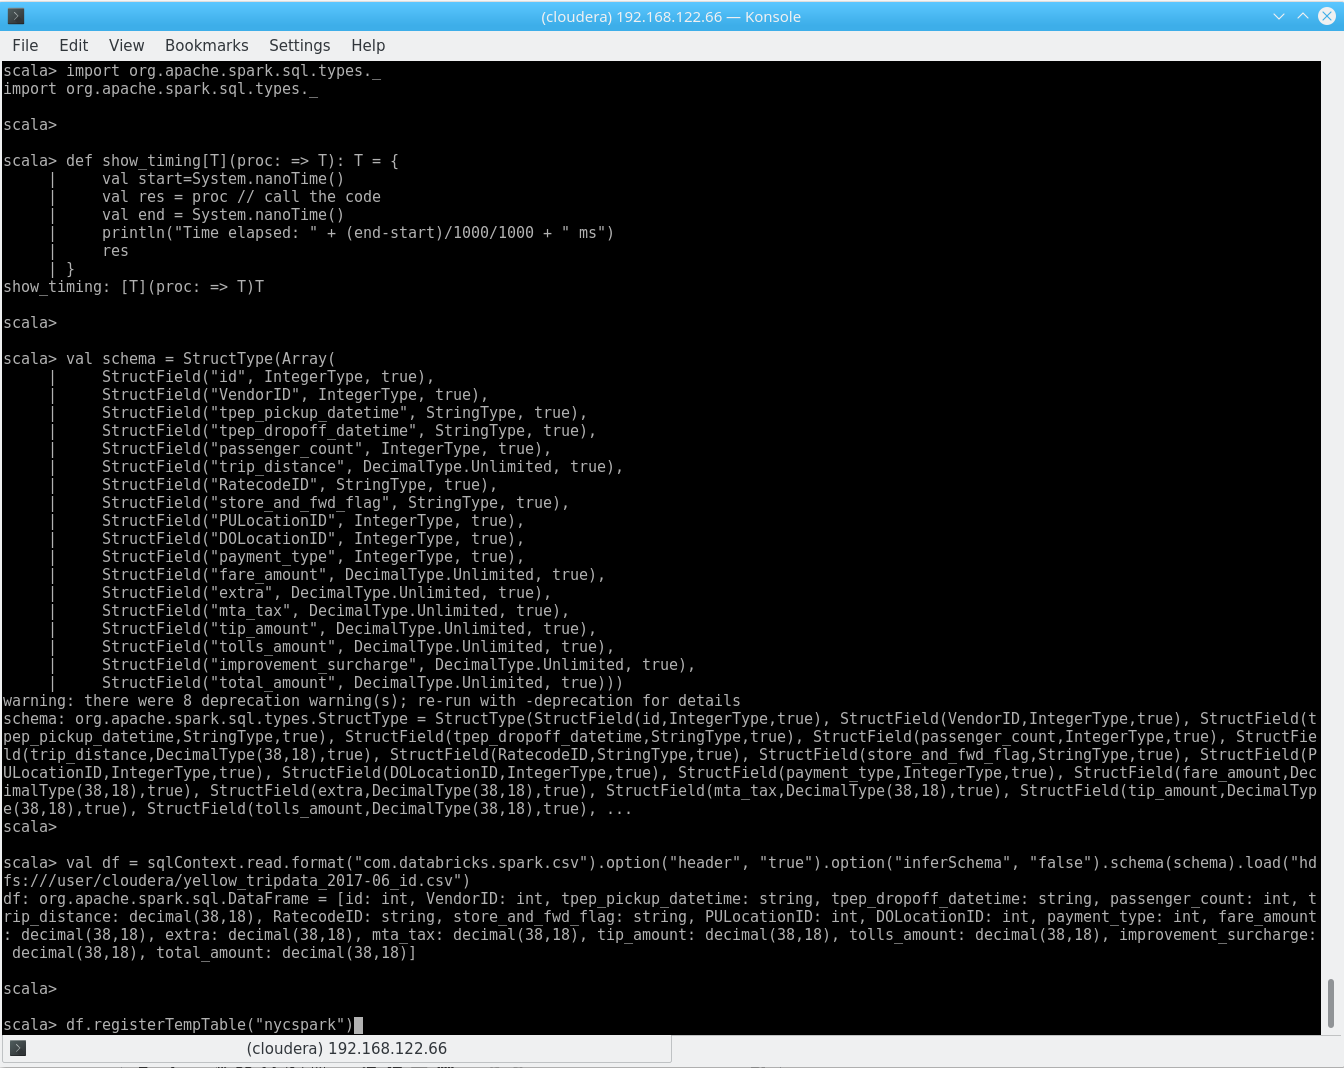 (cloudera) 192.168.122.66 — Konsole
File Edit View Bookmarks Settings Help
scala> import org.apache.spark.sql.types._
import org.apache.spark.sql.types._
scala>
scala> def show_timing[T](proc: => T): T = {
     |     val start=System.nanoTime()
     |     val res = proc // call the code
     |     val end = System.nanoTime()
     |     println("Time elapsed: " + (end-start)/1000/1000 + " ms")
     |     res
     | }
show_timing: [T](proc: => T)T
scala>
scala> val schema = StructType(Array(
     |     StructField("id", IntegerType, true),
     |     StructField("VendorID", IntegerType, true),
     |     StructField("tpep_pickup_datetime", StringType, true),
     |     StructField("tpep_dropoff_datetime", StringType, true),
     |     StructField("passenger_count", IntegerType, true),
     |     StructField("trip_distance", DecimalType.Unlimited, true),
     |     StructField("RatecodeID", StringType, true),
     |     StructField("store_and_fwd_flag", StringType, true),
     |     StructField("PULocationID", IntegerType, true),
     |     StructField("DOLocationID", IntegerType, true),
     |     StructField("payment_type", IntegerType, true),
     |     StructField("fare_amount", DecimalType.Unlimited, true),
     |     StructField("extra", DecimalType.Unlimited, true),
     |     StructField("mta_tax", DecimalType.Unlimited, true),
     |     StructField("tip_amount", DecimalType.Unlimited, true),
     |     StructField("tolls_amount", DecimalType.Unlimited, true),
     |     StructField("improvement_surcharge", DecimalType.Unlimited, true),
     |     StructField("total_amount", DecimalType.Unlimited, true)))
warning: there were 8 deprecation warning(s); re-run with -deprecation for details
schema: org.apache.spark.sql.types.StructType = StructType(StructField(id,IntegerType,true), StructField(VendorID,IntegerType,true), StructField(t
pep_pickup_datetime,StringType,true), StructField(tpep_dropoff_datetime,StringType,true), StructField(passenger_count,IntegerType,true), StructFie
ld(trip_distance,DecimalType(38,18),true), StructField(RatecodeID,StringType,true), StructField(store_and_fwd_flag,StringType,true), StructField(P
ULocationID,IntegerType,true), StructField(DOLocationID,IntegerType,true), StructField(payment_type,IntegerType,true), StructField(fare_amount,Dec
imalType(38,18),true), StructField(extra,DecimalType(38,18),true), StructField(mta_tax,DecimalType(38,18),true), StructField(tip_amount,DecimalTyp
e(38,18),true), StructField(tolls_amount,DecimalType(38,18),true), ...
scala>
scala> val df = sqlContext.read.format("com.databricks.spark.csv").option("header", "true").option("inferSchema", "false").schema(schema).load("hd
fs:///user/cloudera/yellow_tripdata_2017-06_id.csv")
df: org.apache.spark.sql.DataFrame = [id: int, VendorID: int, tpep_pickup_datetime: string, tpep_dropoff_datetime: string, passenger_count: int, t
rip_distance: decimal(38,18), RatecodeID: string, store_and_fwd_flag: string, PULocationID: int, DOLocationID: int, payment_type: int, fare_amount
: decimal(38,18), extra: decimal(38,18), mta_tax: decimal(38,18), tip_amount: decimal(38,18), tolls_amount: decimal(38,18), improvement_surcharge:
 decimal(38,18), total_amount: decimal(38,18)]
scala>
scala> df.registerTempTable("nycspark")
(cloudera) 192.168.122.66